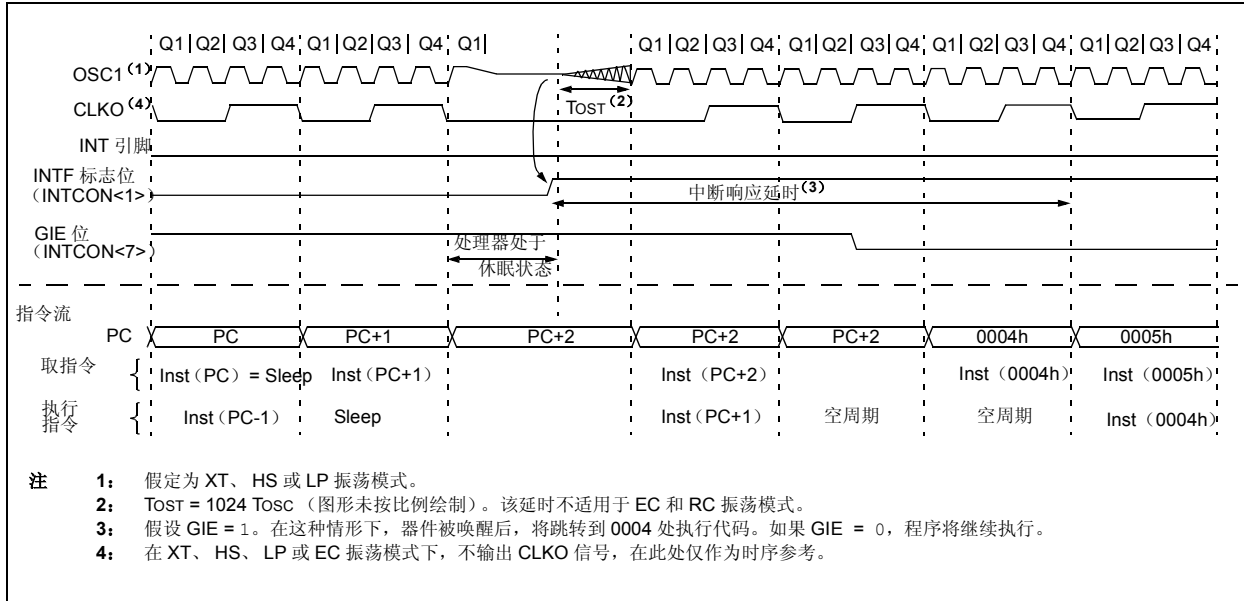 Q1 Q2 Q3 Q4 Q1 Q2 Q3 Q4 Q1 Q1 Q2 Q3 Q4 Q1 Q2 Q3 Q4 Q1 Q2 Q3 Q4 Q1 Q2 Q3 Q4
OSC1(1)
TOST(2)
CLKO(4)
INT 引脚
INTF 标志位
(INTCON<1>)
中断响应延时(3)
GIE 位
(INTCON<7>)
处理器处于
休眠状态
指令流
PC PC PC+1 PC+2 PC+2 PC+2 0004h 0005h
取指令 { Inst(PC) = Sleep Inst(PC+1) Inst(PC+2) Inst(0004h) Inst(0005h)
执行指令 { Inst(PC-1) Sleep Inst(PC+1) 空周期 空周期 Inst(0004h)
注 1: 假定为 XT、HS 或 LP 振荡模式。
2: TOST = 1024 TOSC(图形未按比例绘制)。该延时不适用于 EC 和 RC 振荡模式。
3: 假设 GIE = 1。在这种情形下,器件被唤醒后,将跳转到 0004 处执行代码。如果 GIE = 0,程序将继续执行。
4: 在 XT、HS、LP 或 EC 振荡模式下,不输出 CLKO 信号,在此处仅作为时序参考。